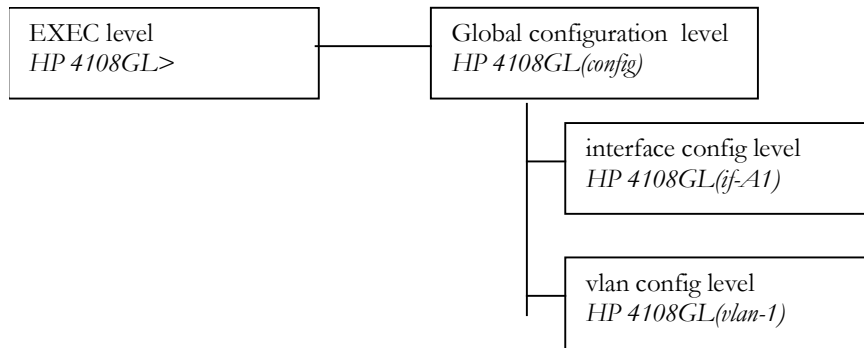 EXEC level
HP 4108GL>
Global configuration  level
HP 4108GL(config)
interface config level
HP 4108GL(if-A1)
vlan config level
HP 4108GL(vlan-1)